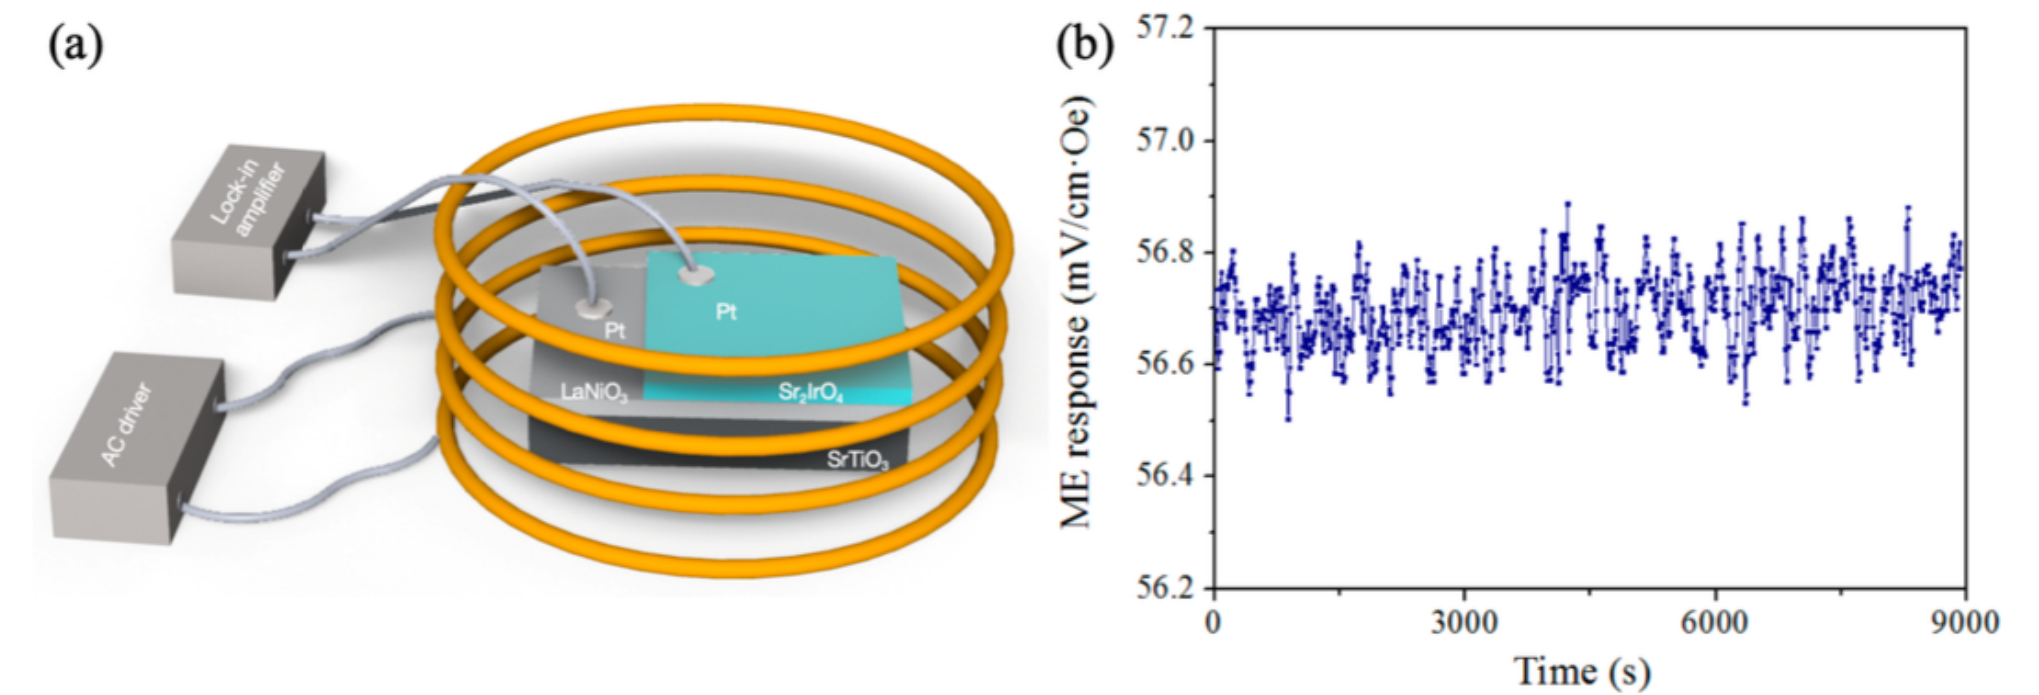 (a)
Lock-in
amplifier
AC driver
Pt
Pt
LaNiO₃
Sr₂IrO₄
SrTiO₃
(b)
ME response (mV/cm·Oe)
57.2
57.0
56.8
56.6
56.4
56.2
0
3000
6000
9000
Time (s)